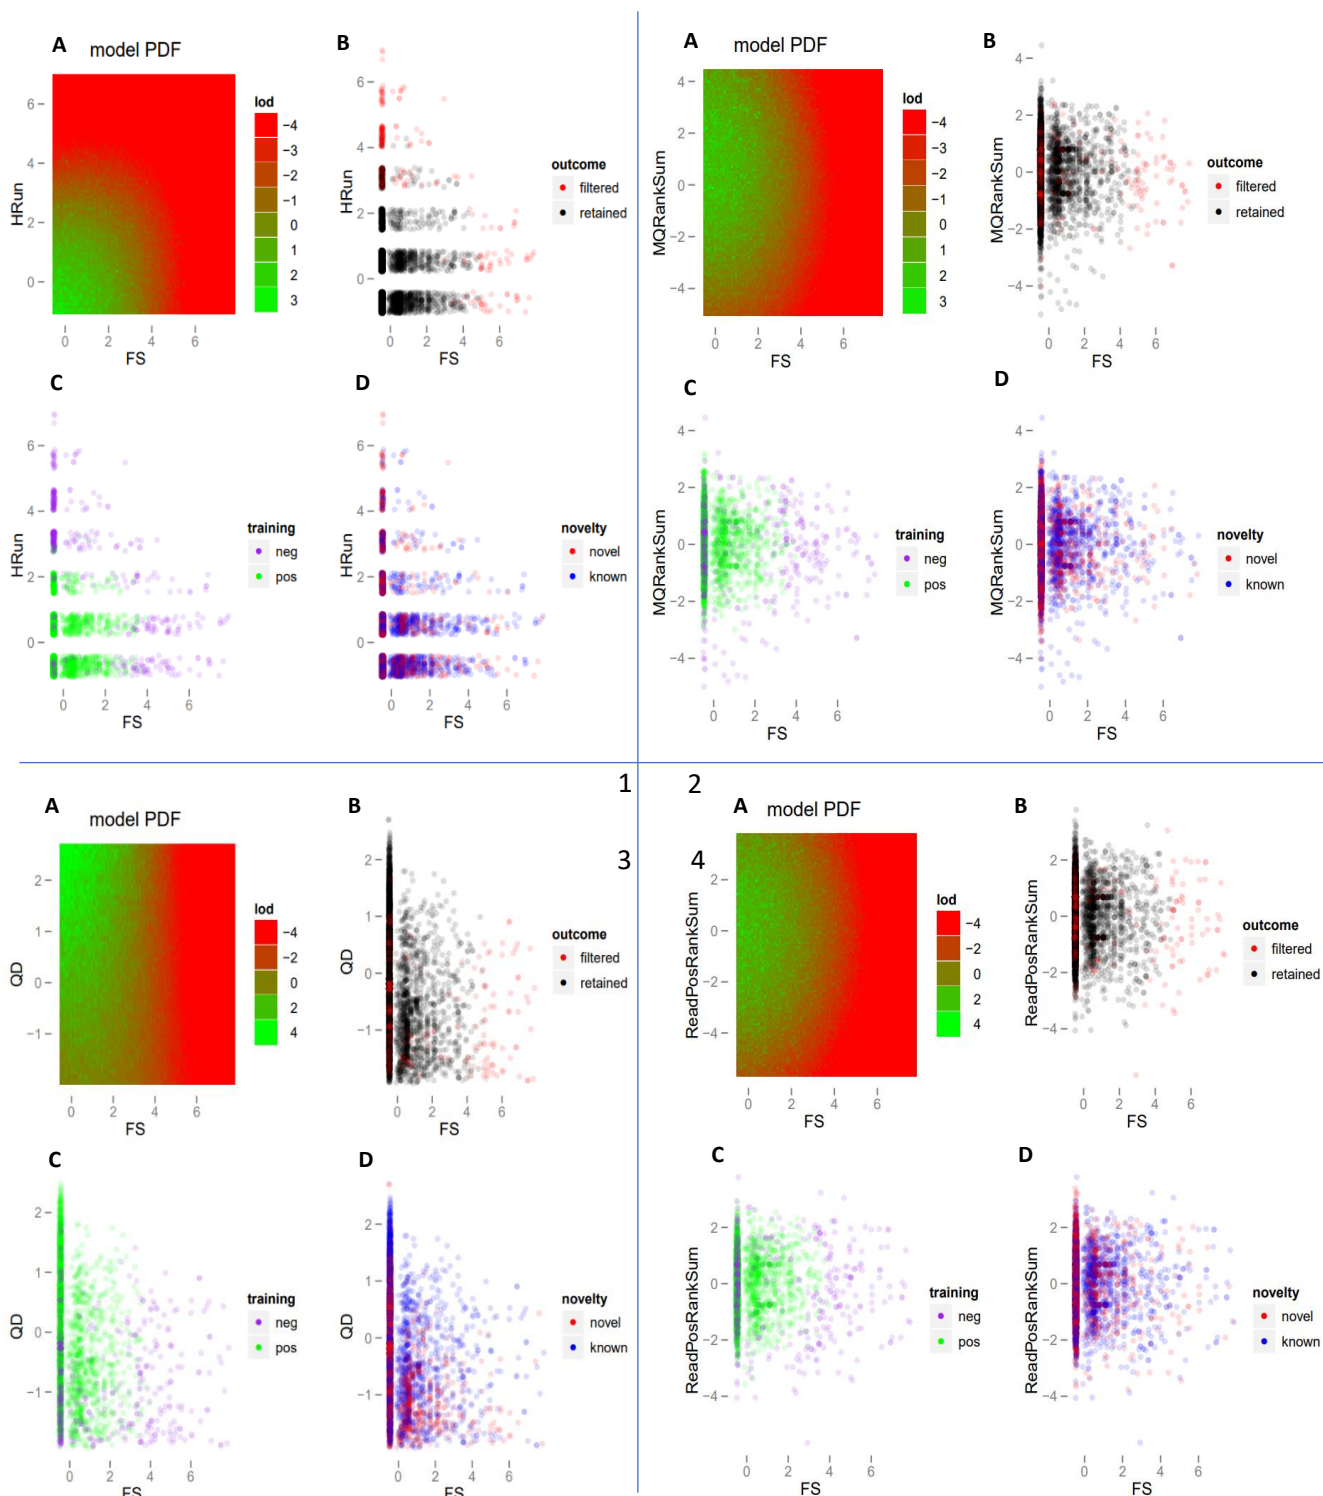 A
model PDF
HRun
6
4
2
0
0 2 4 6
FS
lod
−4
−3
−2
−1
0
1
2
3
B
HRun
6
4
2
0
0 2 4 6
FS
outcome
filtered
retained
C
HRun
6
4
2
0
0 2 4 6
FS
training
neg
pos
D
HRun
6
4
2
0
0 2 4 6
FS
novelty
novel
known
1
A
model PDF
MQRankSum
4
2
0
−2
−4
0 2 4 6
FS
lod
−4
−3
−2
−1
0
1
2
3
B
MQRankSum
4
2
0
−2
−4
0 2 4 6
FS
outcome
filtered
retained
C
MQRankSum
4
2
0
−2
−4
0 2 4 6
FS
training
neg
pos
D
MQRankSum
4
2
0
−2
−4
0 2 4 6
FS
novelty
novel
known
2
A
model PDF
QD
2
1
0
−1
0 2 4 6
FS
lod
−4
−2
0
2
4
B
QD
2
1
0
−1
0 2 4 6
FS
outcome
filtered
retained
C
QD
2
1
0
−1
0 2 4 6
FS
training
neg
pos
D
QD
2
1
0
−1
0 2 4 6
FS
novelty
novel
known
3
4
A
model PDF
ReadPosRankSum
2
0
−2
−4
0 2 4 6
FS
lod
−4
−2
0
2
4
B
ReadPosRankSum
2
0
−2
−4
0 2 4 6
FS
outcome
filtered
retained
C
ReadPosRankSum
2
0
−2
−4
0 2 4 6
FS
training
neg
pos
D
ReadPosRankSum
2
0
−2
−4
0 2 4 6
FS
novelty
novel
known